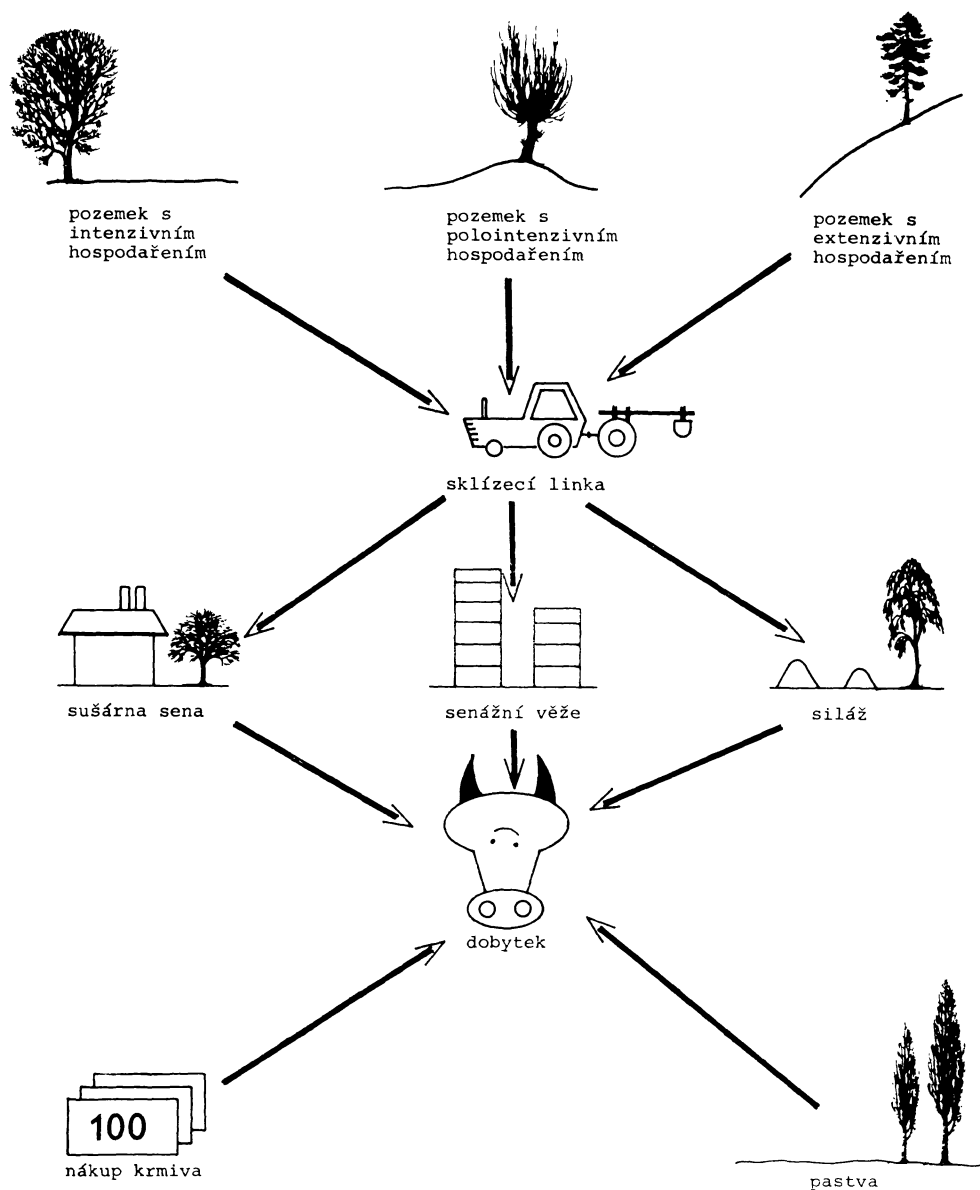 pozemek s
intenzivním
hospodařením
pozemek s
polointenzivním
hospodařením
pozemek s
extenzivním
hospodařením
sklízecí linka
sušárna sena
senážní věže
siláž
dobytek
100
nákup krmiva
pastva